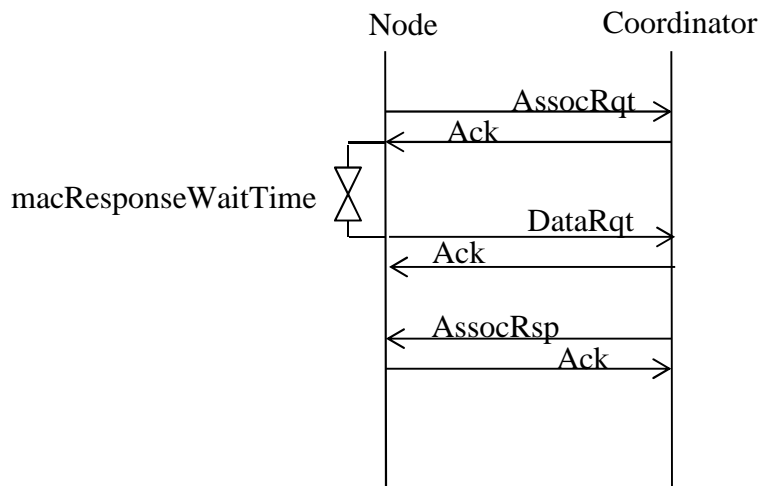 Node Coordinator
AssocRqt
Ack
macResponseWaitTime
DataRqt
Ack
AssocRsp
Ack